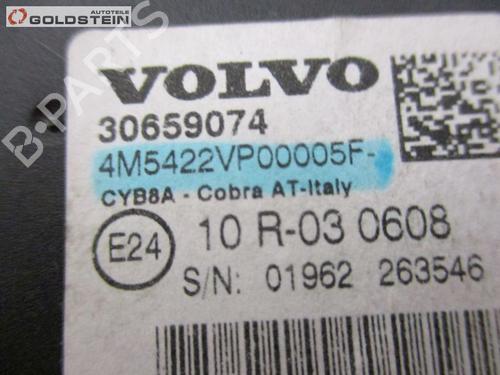 Autoteile
GOLDSTEIN
B-PARTS
VOLVO
30659074
4M5422VP00005F-
CYB8A - Cobra AT-Italy
E24 10 R-03 0608
S/N: 01962 263546